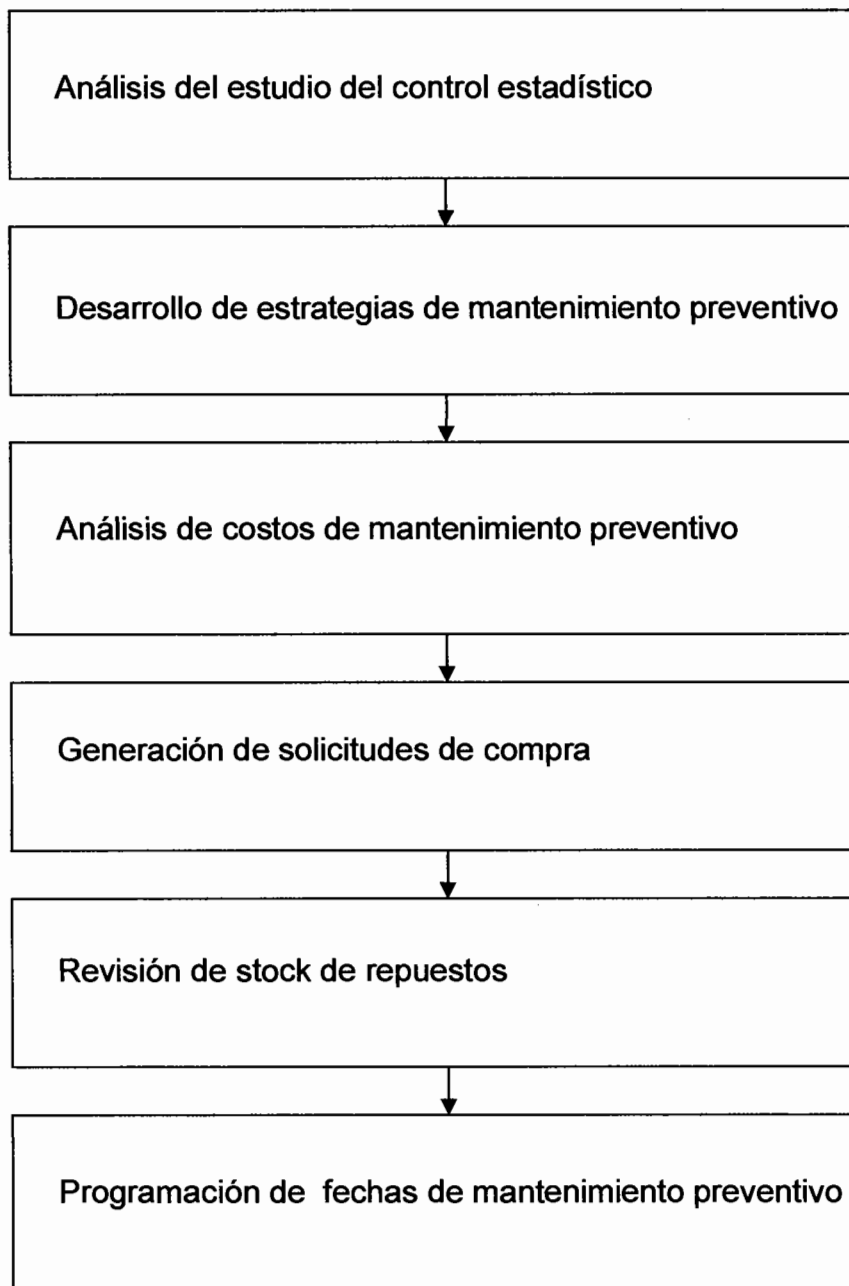 Análisis del estudio del control estadístico
Desarrollo de estrategias de mantenimiento preventivo
Análisis de costos de mantenimiento preventivo
Generación de solicitudes de compra
Revisión de stock de repuestos
Programación de  fechas de mantenimiento preventivo